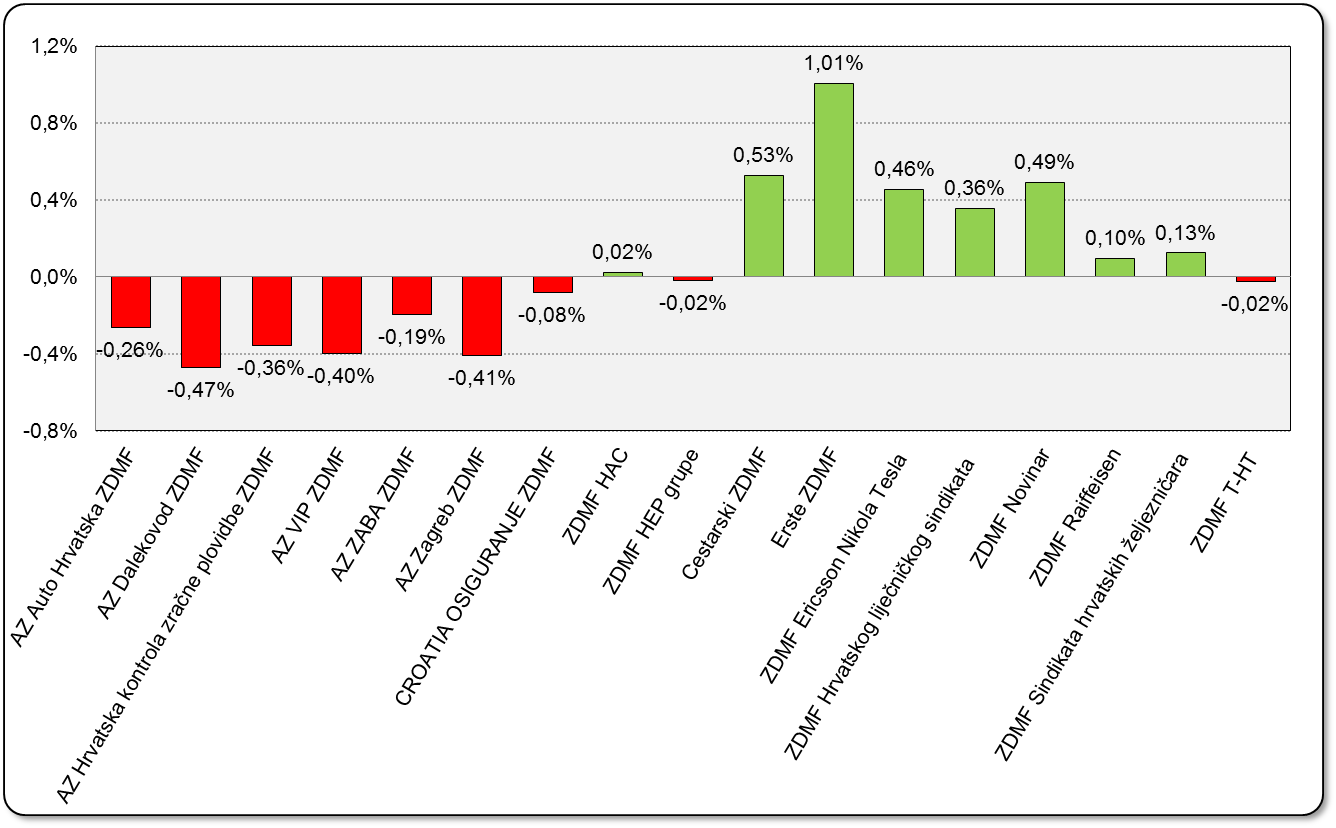 1,2%
0,8%
0,4%
0,0%
-0,4%
-0,8%
-0,26%
-0,47%
-0,36%
-0,40%
-0,19%
-0,41%
-0,08%
0,02%
-0,02%
0,53%
1,01%
0,46%
0,36%
0,49%
0,10%
0,13%
-0,02%
AZ Auto Hrvatska ZDMF
AZ Dalekovod ZDMF
AZ Hrvatska kontrola zračne plovidbe ZDMF
AZ VIP ZDMF
AZ ZABA ZDMF
AZ Zagreb ZDMF
CROATIA OSIGURANJE ZDMF
ZDMF HAC
ZDMF HEP grupe
Cestarski ZDMF
Erste ZDMF
ZDMF Ericsson Nikola Tesla
ZDMF Hrvatskog liječničkog sindikata
ZDMF Novinar
ZDMF Raiffeisen
ZDMF Sindikata hrvatskih željezničara
ZDMF T-HT